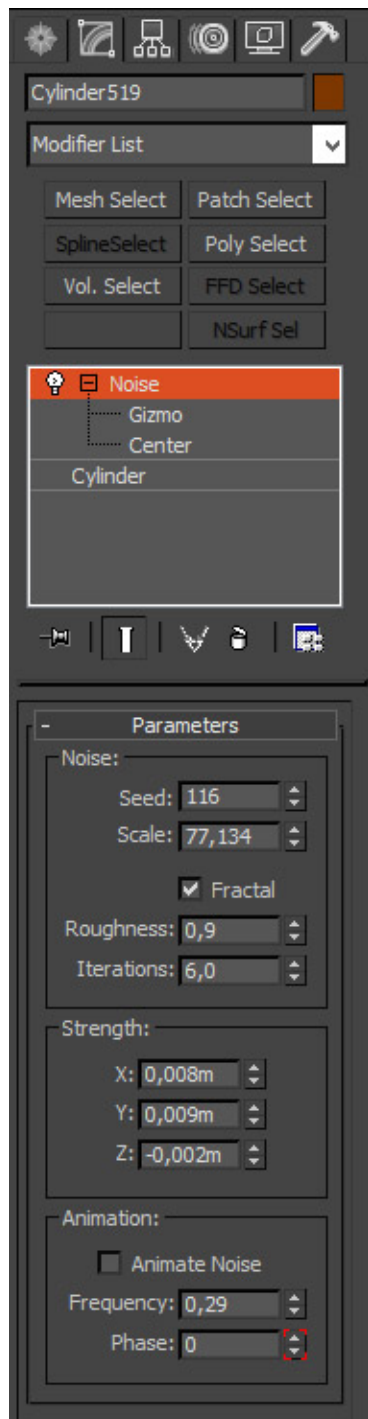 Cylinder519
Modifier List
Mesh Select Patch Select
SplineSelect Poly Select
Vol. Select FFD Select
NSurf Sel
Noise
Gizmo
Center
Cylinder
- Parameters
Noise:
Seed: 116
Scale: 77,134
Fractal
Roughness: 0,9
Iterations: 6,0
Strength:
X: 0,008m
Y: 0,009m
Z: -0,002m
Animation:
Animate Noise
Frequency: 0,29
Phase: 0